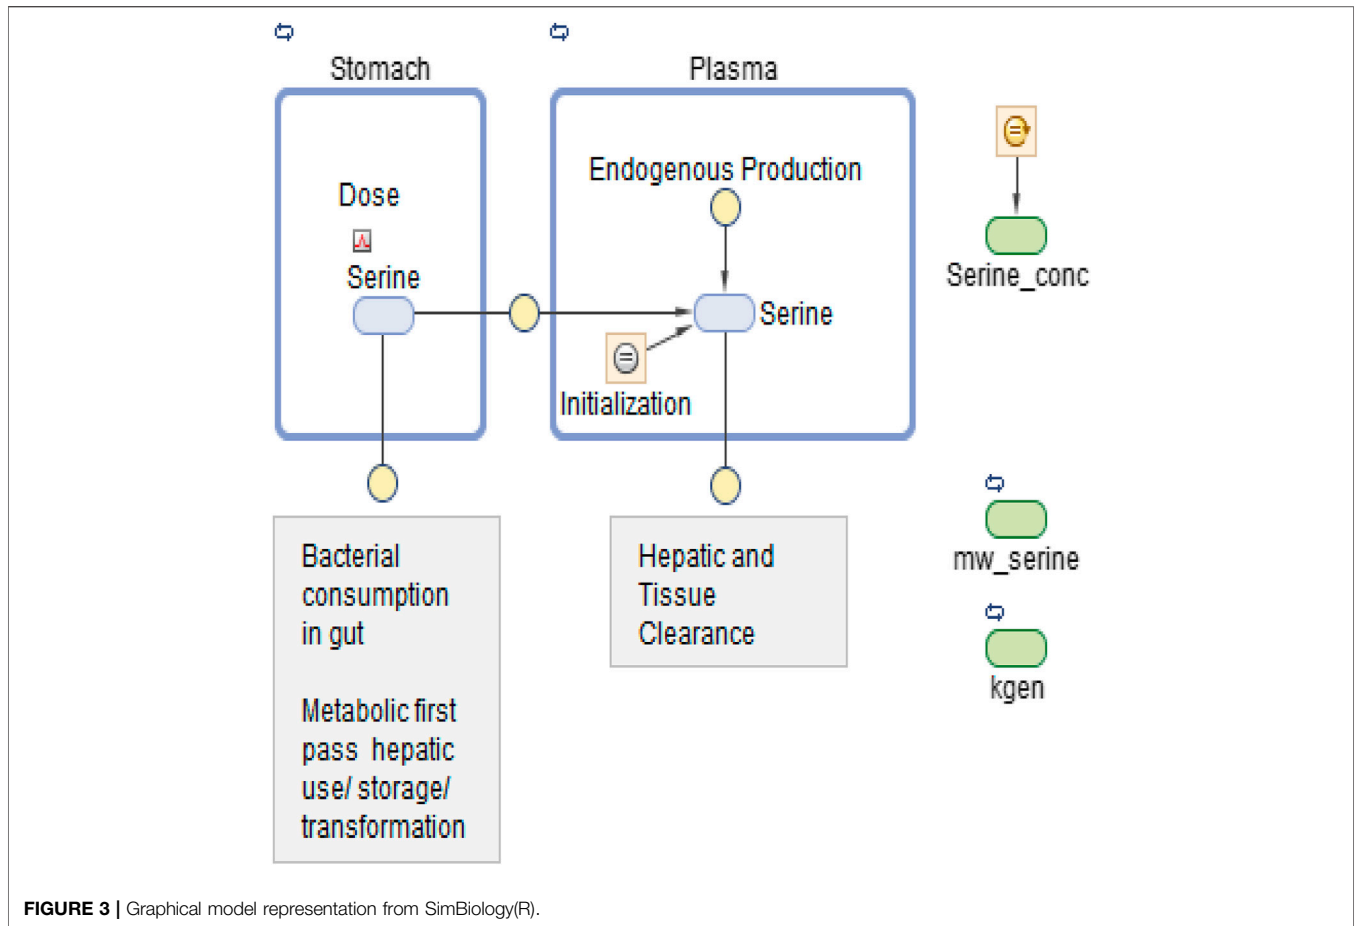 Stomach
Plasma
Endogenous Production
Dose
Serine
Serine
Initialization
Serine_conc
Bacterial
consumption
in gut
Metabolic first
pass hepatic
use/ storage/
transformation
Hepatic and
Tissue
Clearance
mw_serine
kgen
FIGURE 3 | Graphical model representation from SimBiology(R).